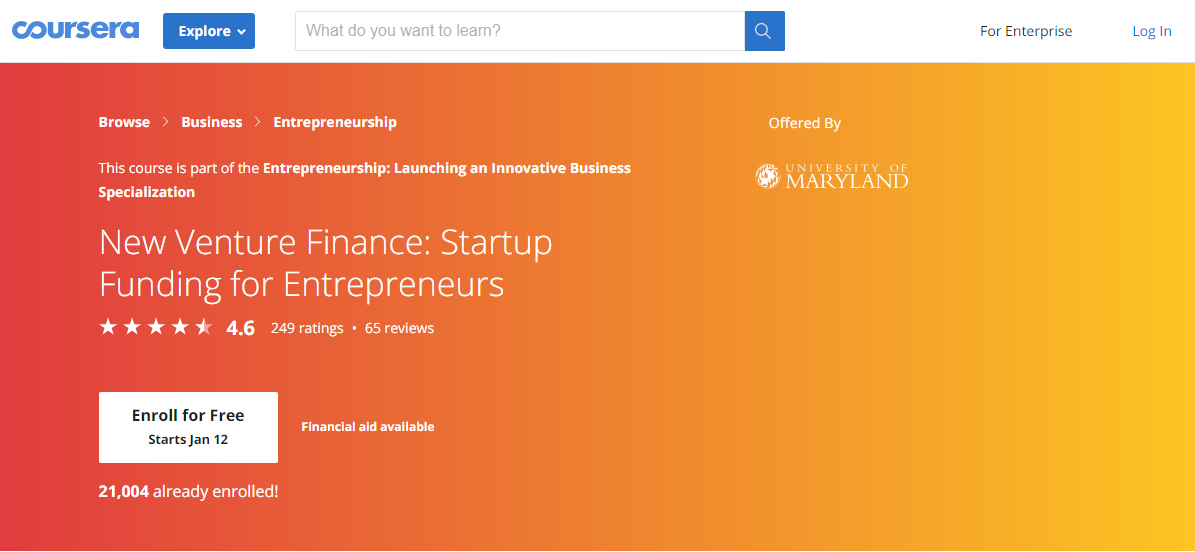 coursera
Explore
What do you want to learn?
For Enterprise
Log In
Browse > Business > Entrepreneurship
Offered By
This course is part of the Entrepreneurship: Launching an Innovative Business
Specialization
UNIVERSITY OF
MARYLAND
New Venture Finance: Startup
Funding for Entrepreneurs
4.6 249 ratings • 65 reviews
Enroll for Free
Starts Jan 12
Financial aid available
21,004 already enrolled!